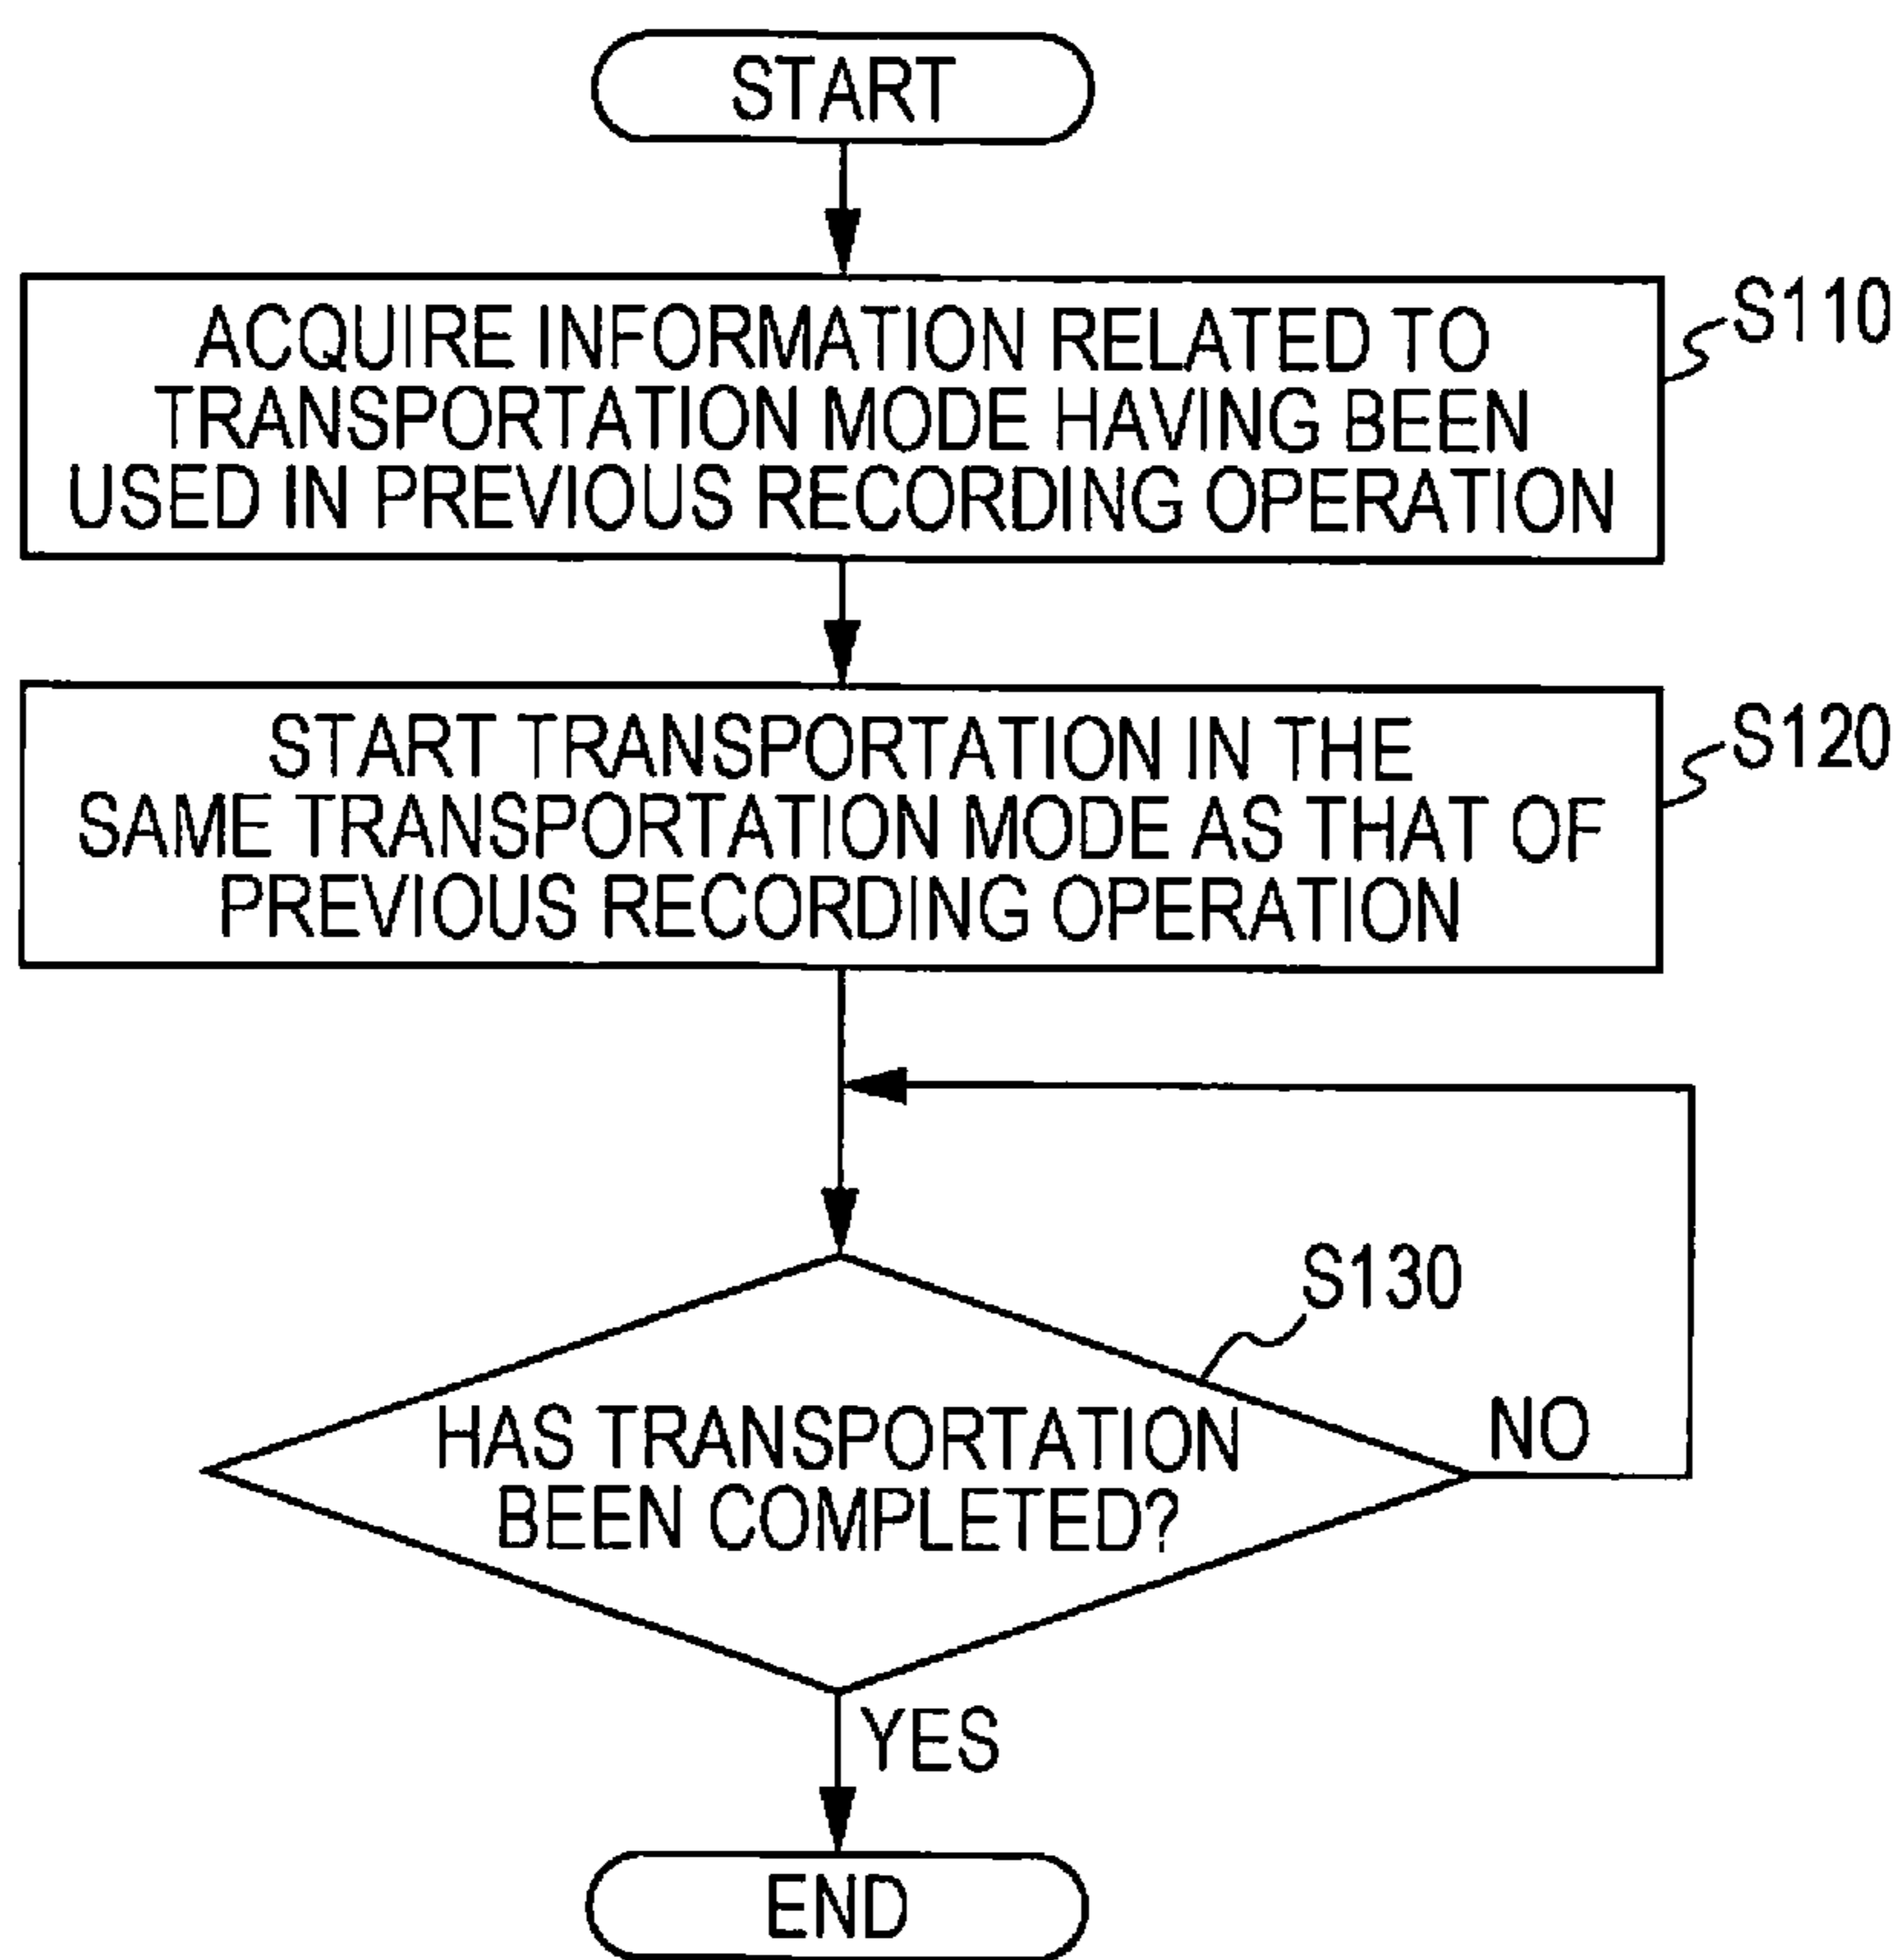 START
ACQUIRE INFORMATION RELATED TO
TRANSPORTATION MODE HAVING BEEN
USED IN PREVIOUS RECORDING OPERATION
S110
START TRANSPORTATION IN THE
SAME TRANSPORTATION MODE AS THAT OF
PREVIOUS RECORDING OPERATION
S120
S130
HAS TRANSPORTATION
BEEN COMPLETED?
NO
YES
END